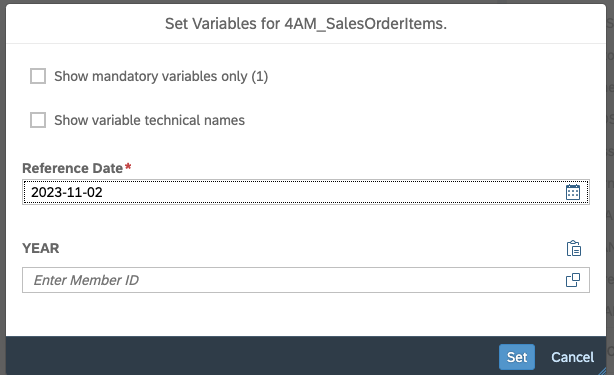 Set Variables for 4AM_SalesOrderItems.
Show mandatory variables only (1)
Show variable technical names
Reference Date*
2023-11-02
YEAR
Enter Member ID
Set Cancel